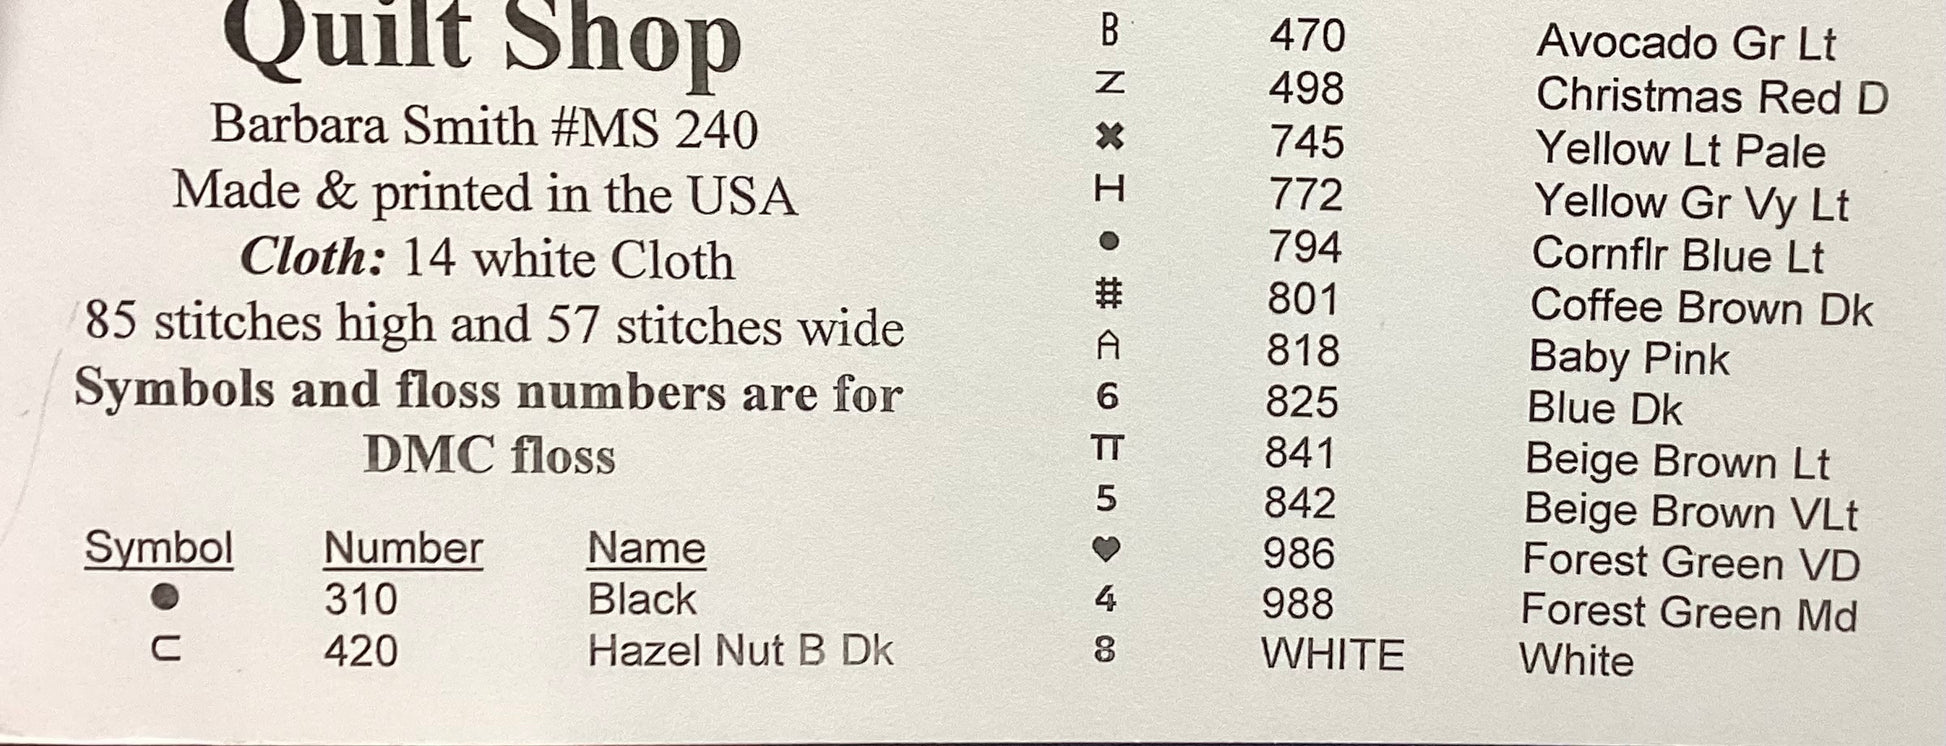 Quilt Shop
Barbara Smith #MS 240
Made & printed in the USA
Cloth: 14 white Cloth
85 stitches high and 57 stitches wide
Symbols and floss numbers are for
DMC floss
Symbol Number Name
● 310 Black
⊂ 420 Hazel Nut B Dk
B 470 Avocado Gr Lt
Z 498 Christmas Red D
✖ 745 Yellow Lt Pale
H 772 Yellow Gr Vy Lt
● 794 Cornflr Blue Lt
# 801 Coffee Brown Dk
A 818 Baby Pink
6 825 Blue Dk
π 841 Beige Brown Lt
5 842 Beige Brown VLt
♥ 986 Forest Green VD
4 988 Forest Green Md
8 WHITE White